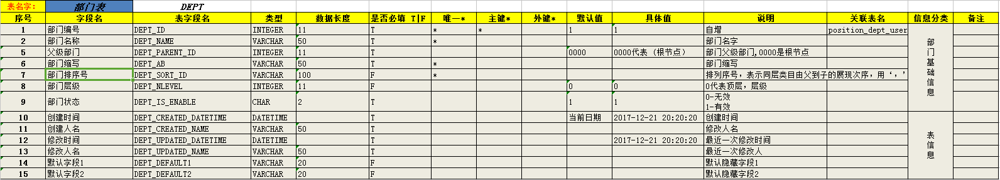 表名字： 部门表 DEPT
序号 字段名 表字段名 类型 数据长度 是否必填 T|F 唯一* 主键* 外键* 默认值 具体值 说明 关联表名 信息分类 备注
1 部门编号 DEPT_ID INTEGER 11 T * * 1 1 自增 position_dept_user
2 部门名称 DEPT_NAME VARCHAR 50 T * 部门名字
5 父级部门 DEPT_PARENT_ID INTEGER 11 T 0000 0000代表（根节点） 部门父级部门,0000是根节点
6 部门缩写 DEPT_AB VARCHAR 50 T * 部门缩写
7 部门排序号 DEPT_SORT_ID VARCHAR 100 F * 排列序号，表示同层类目由父到子的展现次序，用‘，’
8 部门层级 DEPT_NLEVEL INTEGER 11 F 0 0 0代表顶层，层级
9 部门状态 DEPT_IS_ENABLE CHAR 2 T 1 1 0-无效
1-有效
部门基础信息
10 创建时间 DEPT_CREATED_DATETIME DATETIME T 当前日期 2017-12-21 20:20:20 创建时间
11 创建人名 DEPT_CREATED_NAME VARCHAR 50 T 修改人名
12 修改时间 DEPT_UPDATED_DATETIME DATETIME T 2017-12-21 20:20:20 最近一次修改时间
13 修改人名 DEPT_UPDATED_NAME VARCHAR 50 T 最近一次修改人
14 默认字段1 DEPT_DEFAULT1 VARCHAR 20 F 默认隐藏字段1
15 默认字段2 DEPT_DEFAULT2 VARCHAR 20 F 默认隐藏字段2
表信息